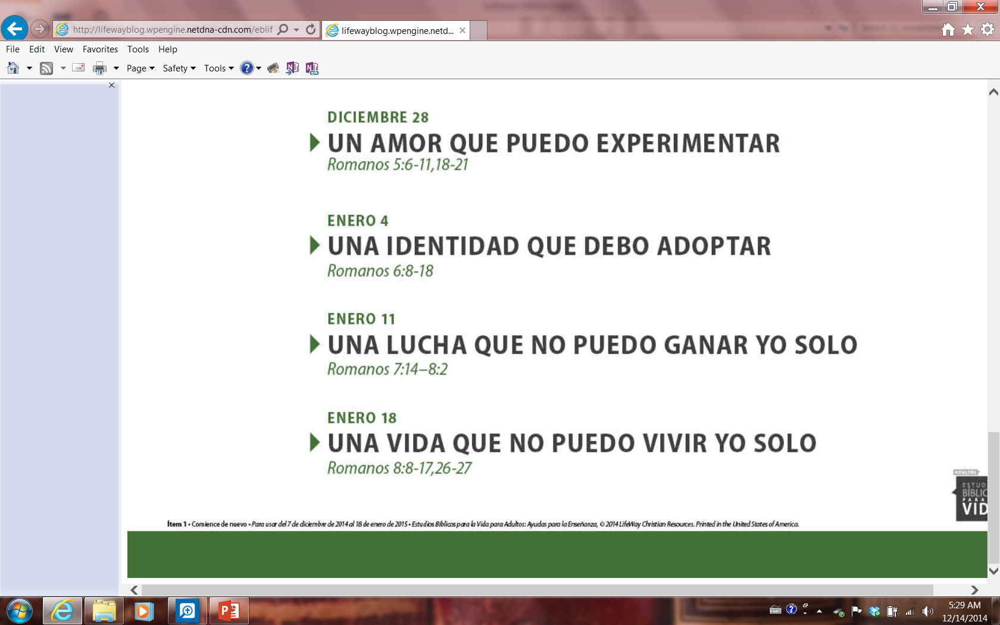 http://lifewayblog.wpengine.netdna-cdn.com/eblif
lifewayblog.wpengine.netd...
File Edit View Favorites Tools Help
Page Safety Tools
DICIEMBRE 28
UN AMOR QUE PUEDO EXPERIMENTAR
Romanos 5:6-11,18-21
ENERO 4
UNA IDENTIDAD QUE DEBO ADOPTAR
Romanos 6:8-18
ENERO 11
UNA LUCHA QUE NO PUEDO GANAR YO SOLO
Romanos 7:14–8:2
ENERO 18
UNA VIDA QUE NO PUEDO VIVIR YO SOLO
Romanos 8:8-17,26-27
ADULTOS
ESTUD
BÍBLIC
PARA
VID
Ítem 1 • Comience de nuevo • Para usar del 7 de diciembre de 2014 al 18 de enero de 2015 • Estudios Bíblicos para la Vida para Adultos: Ayudas para la Enseñanza, © 2014 LifeWay Christian Resources. Printed in the United States of America.
5:29 AM
12/14/2014